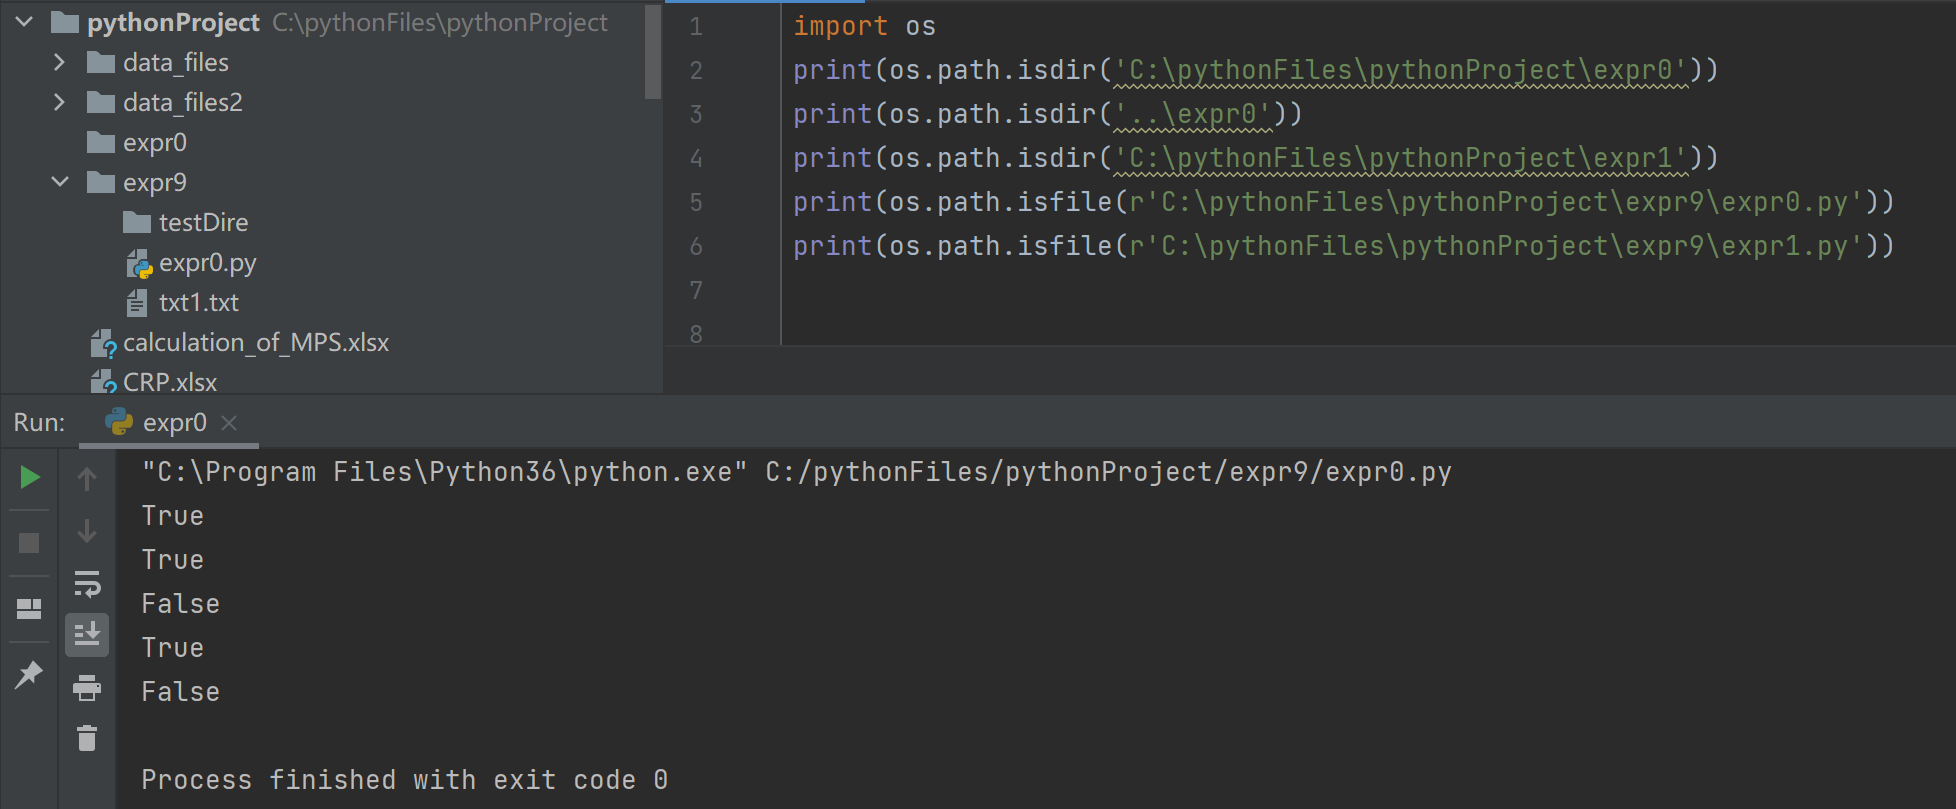 pythonProject C:\pythonFiles\pythonProject
data_files
data_files2
expr0
expr9
testDire
expr0.py
txt1.txt
calculation_of_MPS.xlsx
CRP.xlsx
1 import os
2 print(os.path.isdir('C:\pythonFiles\pythonProject\expr0'))
3 print(os.path.isdir('..\expr0'))
4 print(os.path.isdir('C:\pythonFiles\pythonProject\expr1'))
5 print(os.path.isfile(r'C:\pythonFiles\pythonProject\expr9\expr0.py'))
6 print(os.path.isfile(r'C:\pythonFiles\pythonProject\expr9\expr1.py'))
7
8
Run: expr0
"C:\Program Files\Python36\python.exe" C:/pythonFiles/pythonProject/expr9/expr0.py
True
True
False
True
False
Process finished with exit code 0